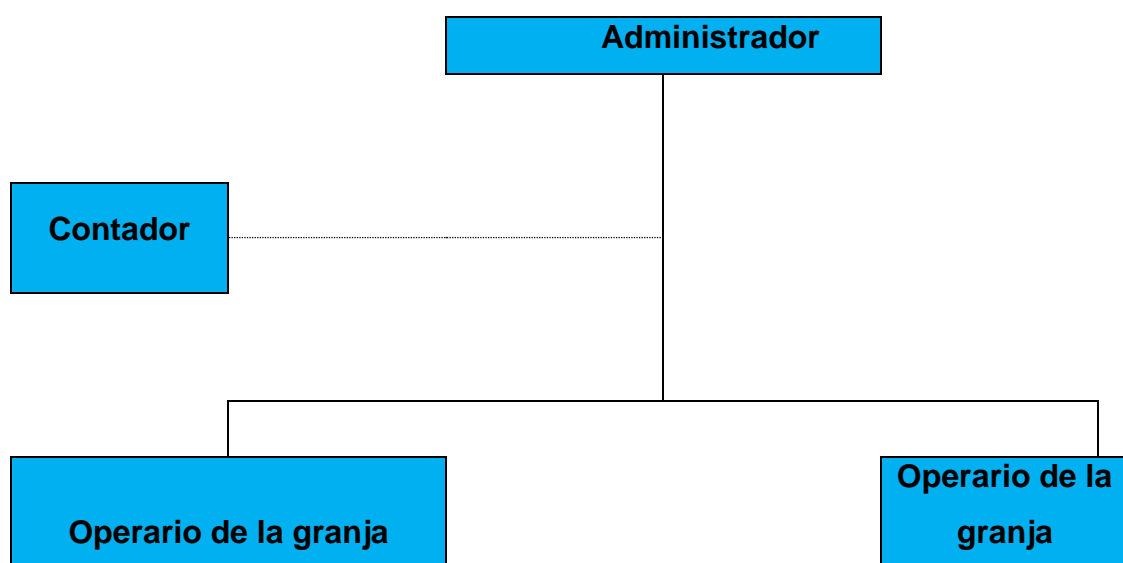 Administrador
Contador
Operario de la granja
Operario de la
granja